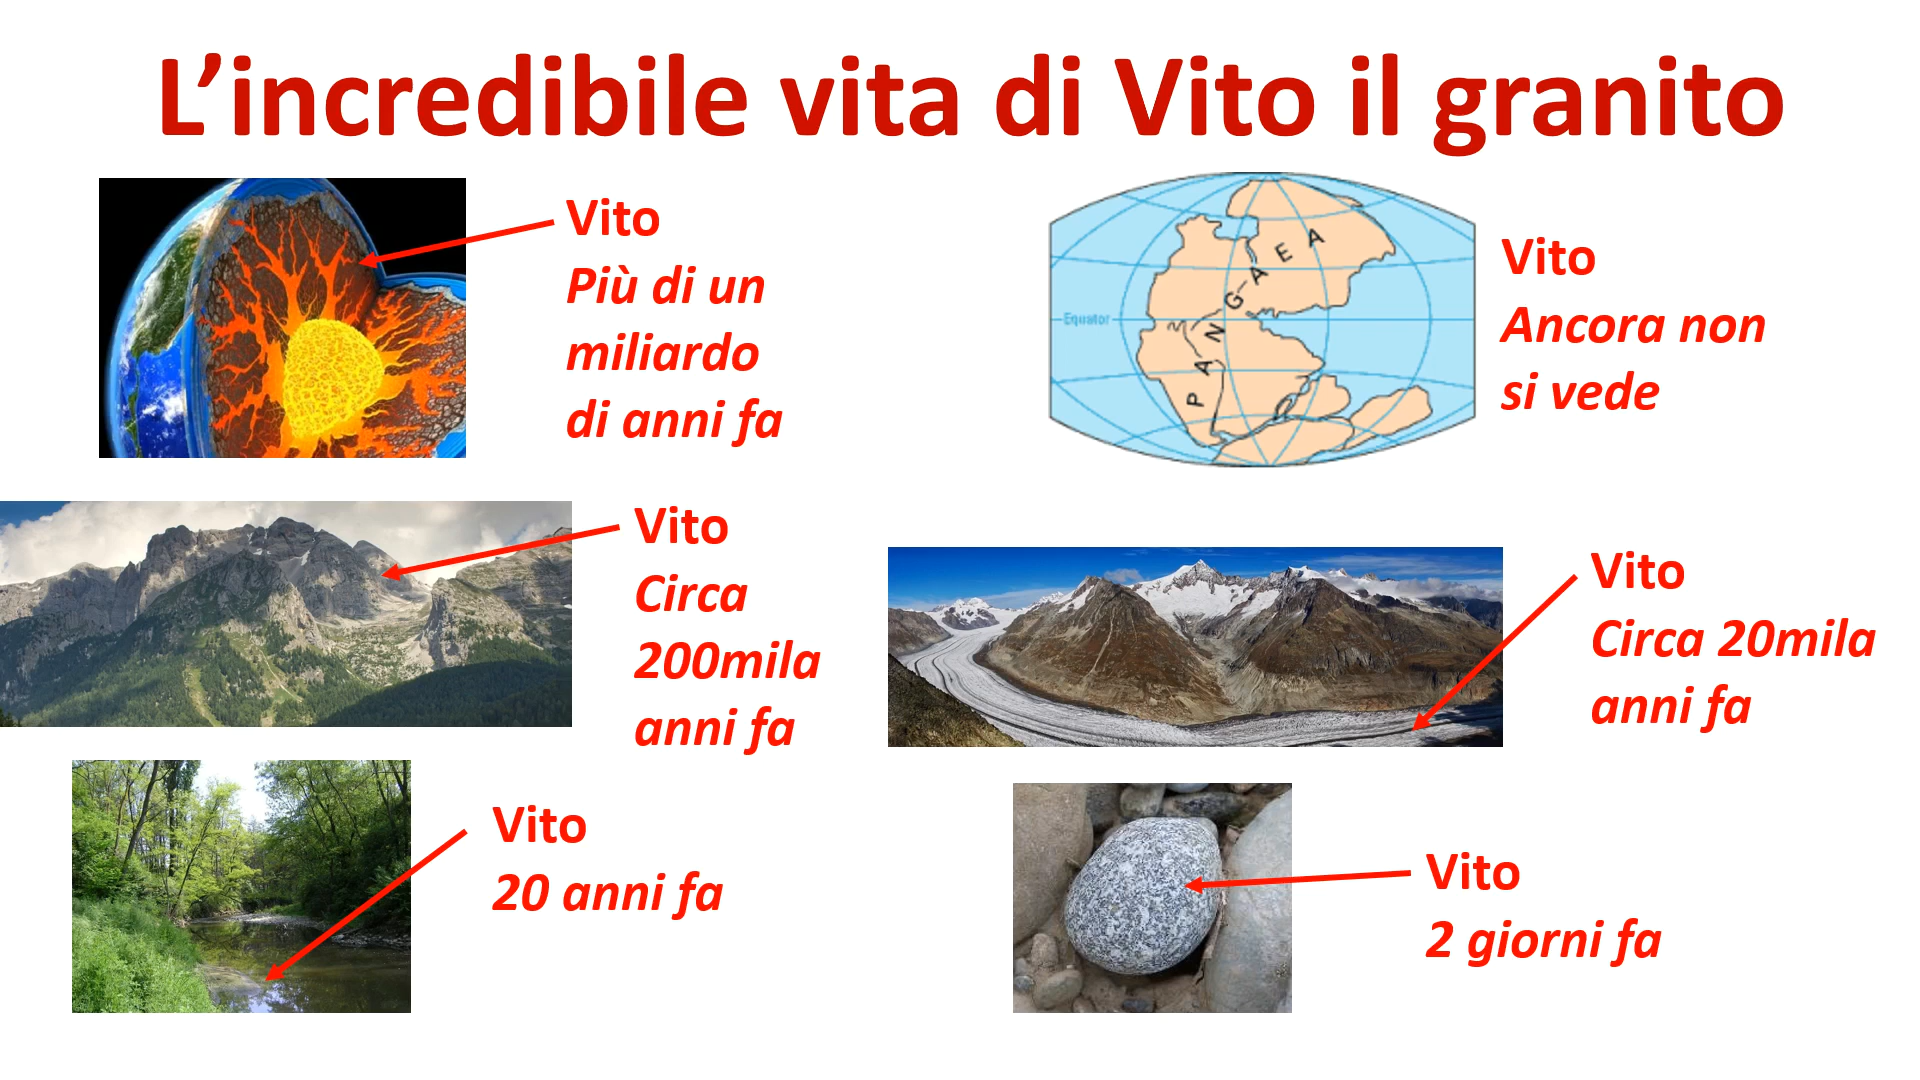 L’incredibile vita di Vito il granito
Vito
Più di un
miliardo
di anni fa
PANGAEA
Equator
Vito
Ancora non
si vede
Vito
Circa
200mila
anni fa
Vito
Circa 20mila
anni fa
Vito
20 anni fa
Vito
2 giorni fa